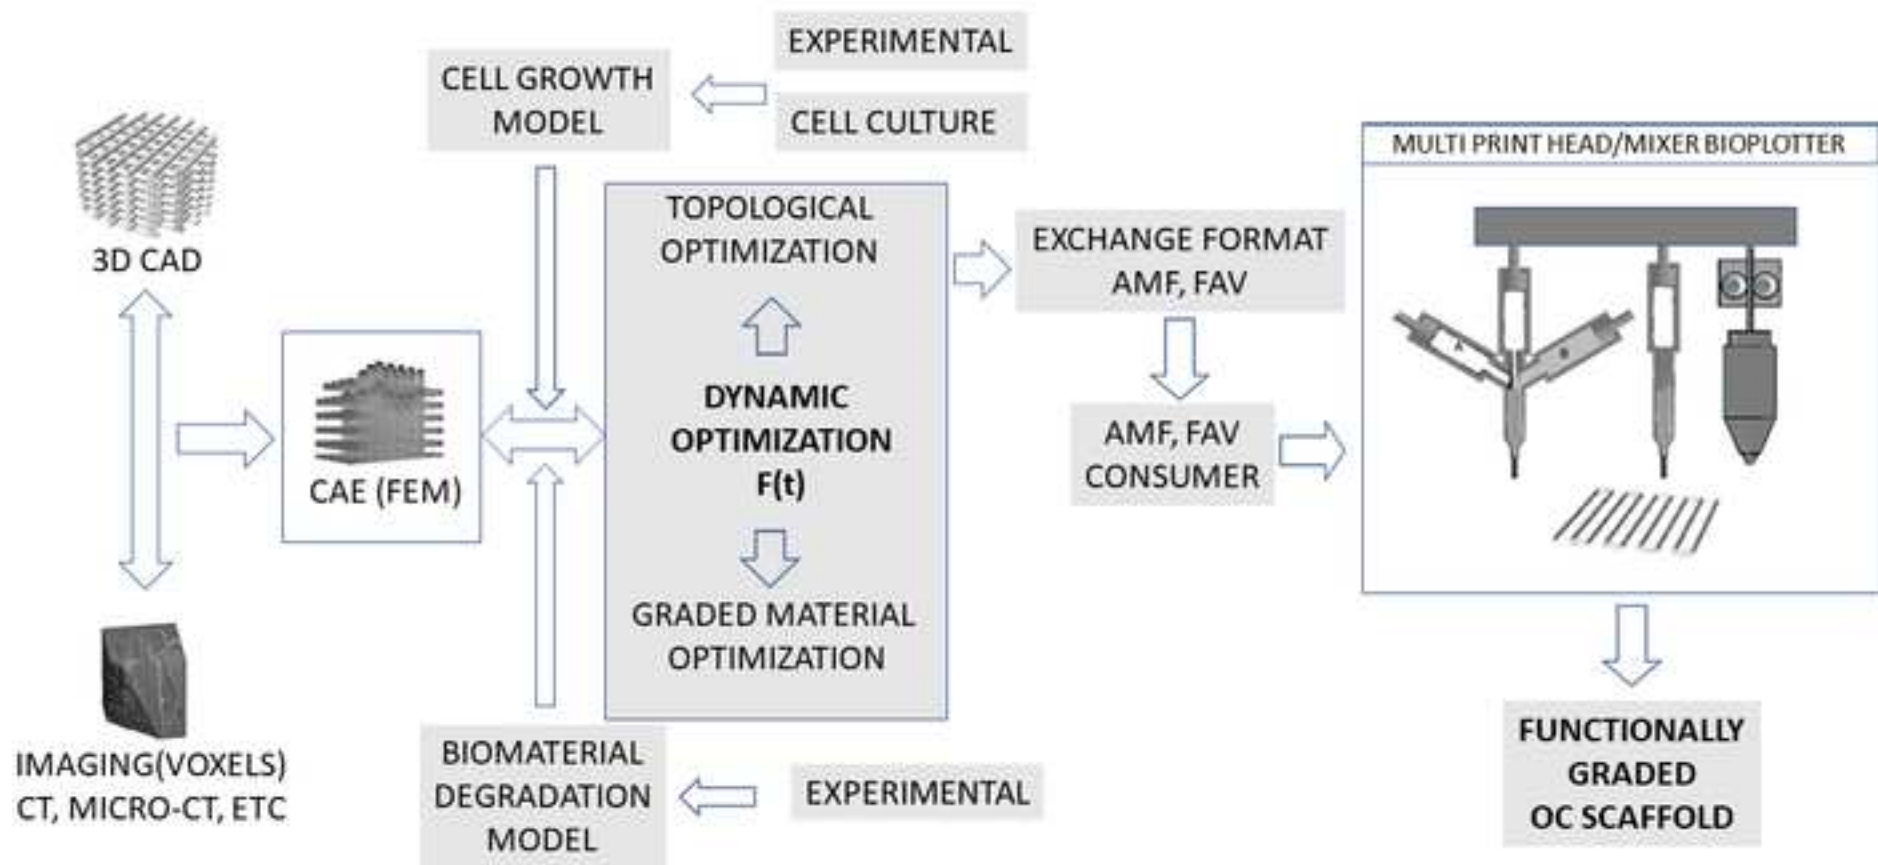 EXPERIMENTAL
CELL CULTURE
CELL GROWTH
MODEL
3D CAD
IMAGING(VOXELS)
CT, MICRO-CT, ETC
CAE (FEM)
TOPOLOGICAL
OPTIMIZATION
DYNAMIC
OPTIMIZATION
F(t)
GRADED MATERIAL
OPTIMIZATION
BIOMATERIAL
DEGRADATION
MODEL
EXPERIMENTAL
EXCHANGE FORMAT
AMF, FAV
AMF, FAV
CONSUMER
MULTI PRINT HEAD/MIXER BIOPLOTTER
A
FUNCTIONALLY
GRADED
OC SCAFFOLD